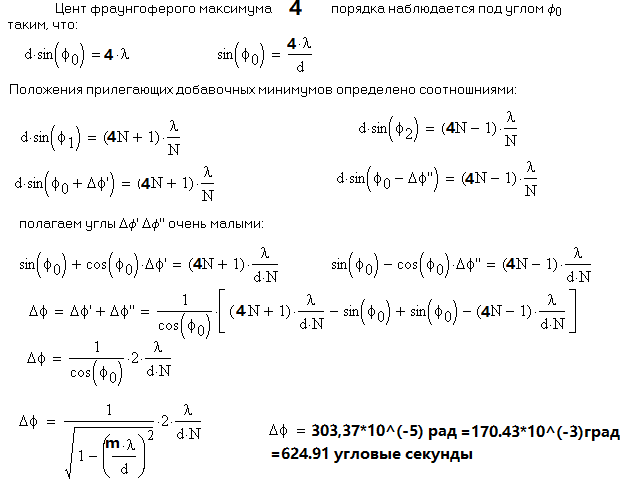 Цент фраунгоферого максимума 4 порядка наблюдается под углом ϕ0
таким, что:
d·sin(ϕ0) = 4·λ sin(ϕ0) = 4·λ/d
Положения прилегающих добавочных минимумов определено соотношниями:
d·sin(ϕ1) = (4N + 1)·λ/N d·sin(ϕ2) = (4N − 1)·λ/N
d·sin(ϕ0 + Δϕ') = (4N + 1)·λ/N d·sin(ϕ0 − Δϕ") = (4N − 1)·λ/N
полагаем углы Δϕ' Δϕ" очень малыми:
sin(ϕ0) + cos(ϕ0)·Δϕ' = (4N + 1)·λ/d·N sin(ϕ0) − cos(ϕ0)·Δϕ" = (4N − 1)·λ/d·N
Δϕ = Δϕ' + Δϕ" = 1/cos(ϕ0)·[(4N + 1)·λ/d·N − sin(ϕ0) + sin(ϕ0) − (4N − 1)·λ/d·N]
Δϕ = 1/cos(ϕ0)·2·λ/d·N
Δϕ = 1/√(1 − (m·λ/d)²)·2·λ/d·N Δϕ = 303,37*10^(-5) рад =170.43*10^(-3)град
=624.91 угловые секунды